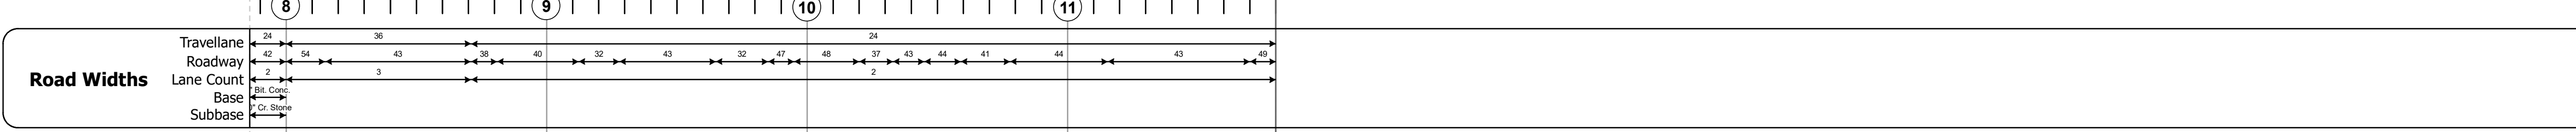 8 9 10 11
Road Widths
Travellane 24 36 24
Roadway 42 54 43 38 40 32 43 32 47 48 37 43 44 41 44 43 49
Lane Count 2 3 2
Base " Bit. Conc.
Subbase " Cr. Stone